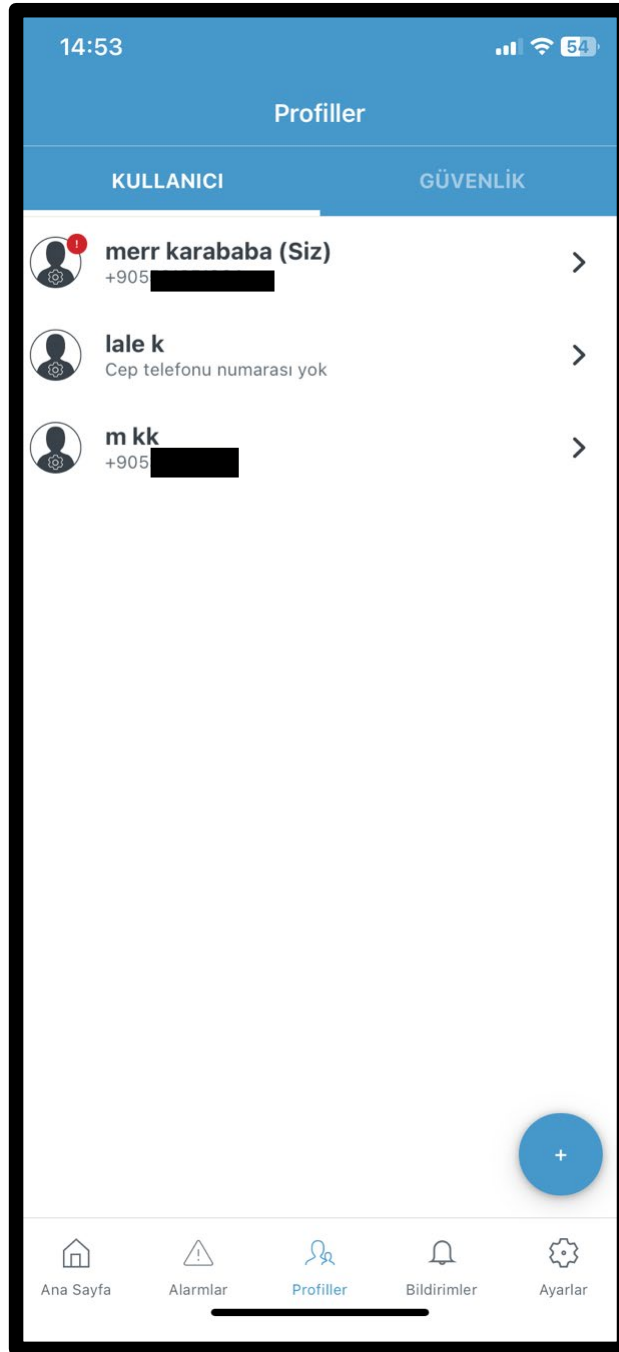 14:53
54
Profiller
KULLANICI
GÜVENLİK
!
merr karababa (Siz)
+905
lale k
Cep telefonu numarası yok
m kk
+905
+
Ana Sayfa
Alarmlar
Profiller
Bildirimler
Ayarlar